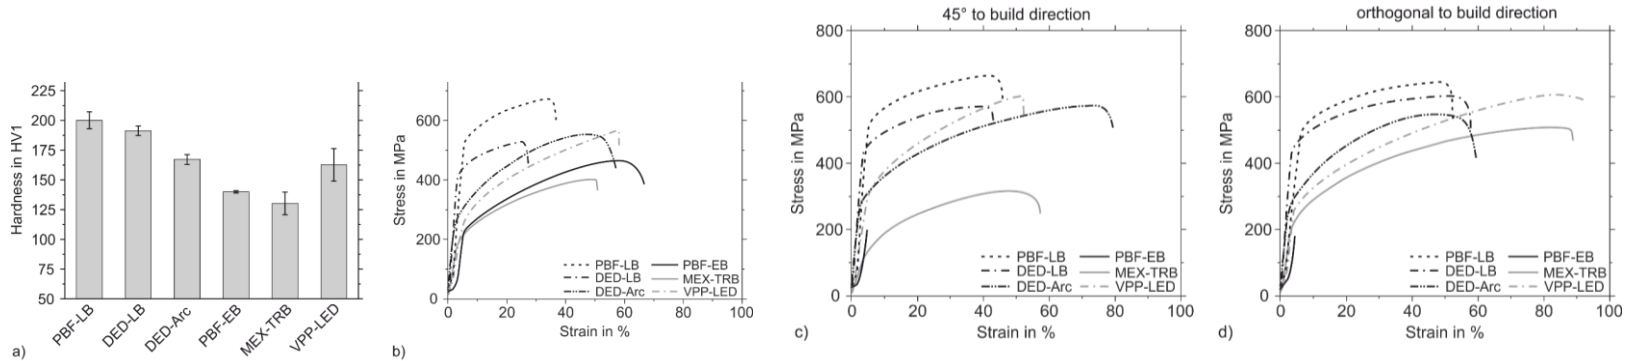 Hardness in HV1
225
200
175
150
125
100
75
50
PBF-LB
DED-LB
DED-Arc
PBF-EB
MEX-TRB
VPP-LED
a)
Stress in MPa
600
400
200
0
0 20 40 60 80 100
Strain in %
PBF-LB PBF-EB
DED-LB MEX-TRB
DED-Arc VPP-LED
b)
45° to build direction
Stress in MPa
800
600
400
200
0
0 20 40 60 80 100
Strain in %
PBF-LB PBF-EB
DED-LB MEX-TRB
DED-Arc VPP-LED
c)
orthogonal to build direction
Stress in MPa
800
600
400
200
0
0 20 40 60 80 100
Strain in %
PBF-LB PBF-EB
DED-LB MEX-TRB
DED-Arc VPP-LED
d)